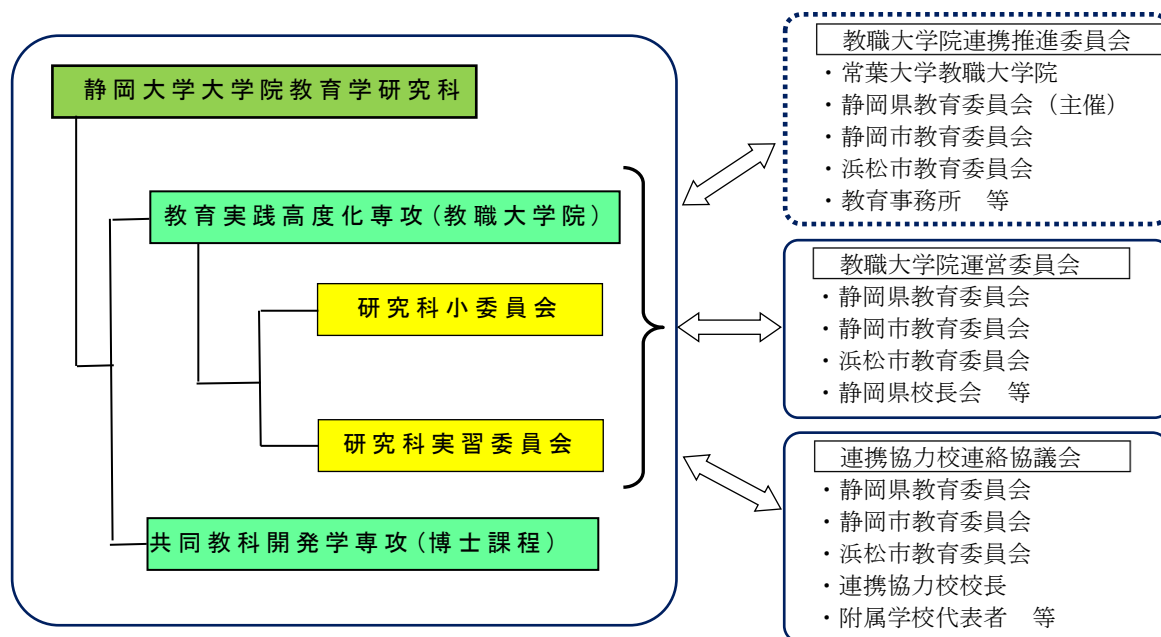 静岡大学大学院教育学研究科
教育実践高度化専攻(教職大学院)
研究科小委員会
研究科実習委員会
共同教科開発学専攻(博士課程)
教職大学院連携推進委員会
・常葉大学教職大学院
・静岡県教育委員会(主催)
・静岡市教育委員会
・浜松市教育委員会
・教育事務所　等
教職大学院運営委員会
・静岡県教育委員会
・静岡市教育委員会
・浜松市教育委員会
・静岡県校長会　等
連携協力校連絡協議会
・静岡県教育委員会
・静岡市教育委員会
・浜松市教育委員会
・連携協力校校長
・附属学校代表者　等